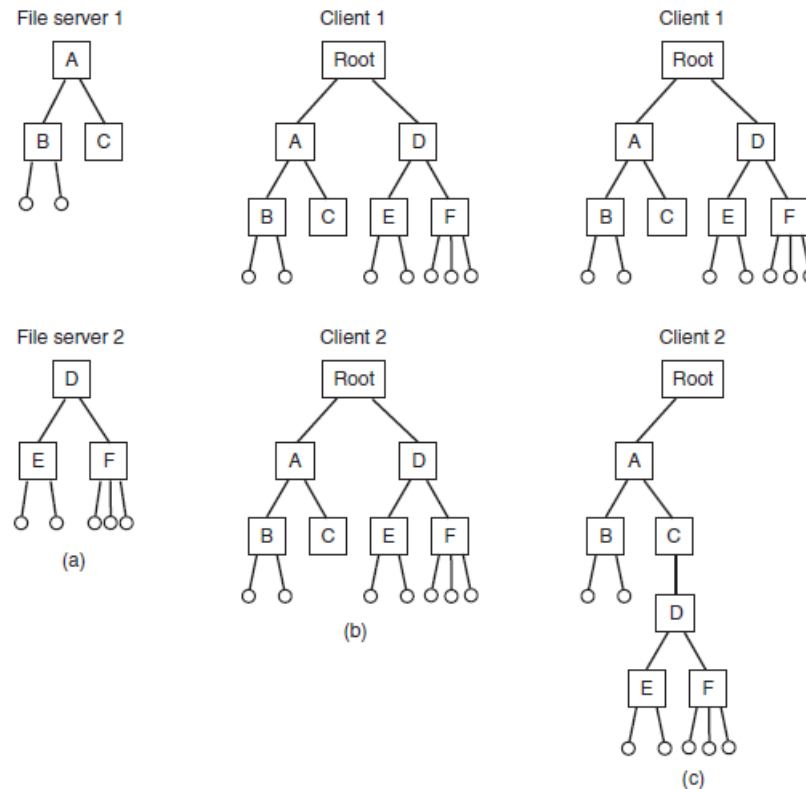 File server 1
Client 1
Client 1
A
Root
Root
B
C
A
D
A
D
B
C
E
F
B
C
E
F
File server 2
Client 2
Client 2
D
Root
Root
E
F
A
D
A
B
C
E
F
B
C
(a)
(b)
D
E
F
(c)